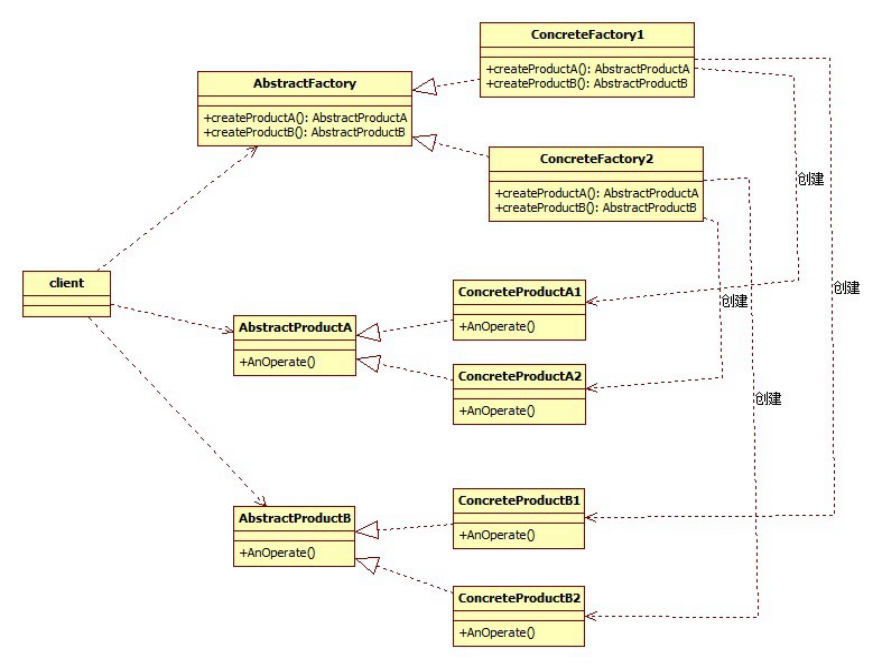 ConcreteFactory1
+createProductA(): AbstractProductA
+createProductB(): AbstractProductB
AbstractFactory
+createProductA(): AbstractProductA
+createProductB(): AbstractProductB
ConcreteFactory2
+createProductA(): AbstractProductA
+createProductB(): AbstractProductB
创建
client
创建
创建
ConcreteProductA1
+AnOperate()
AbstractProductA
+AnOperate()
ConcreteProductA2
+AnOperate()
创建
ConcreteProductB1
+AnOperate()
AbstractProductB
+AnOperate()
ConcreteProductB2
+AnOperate()